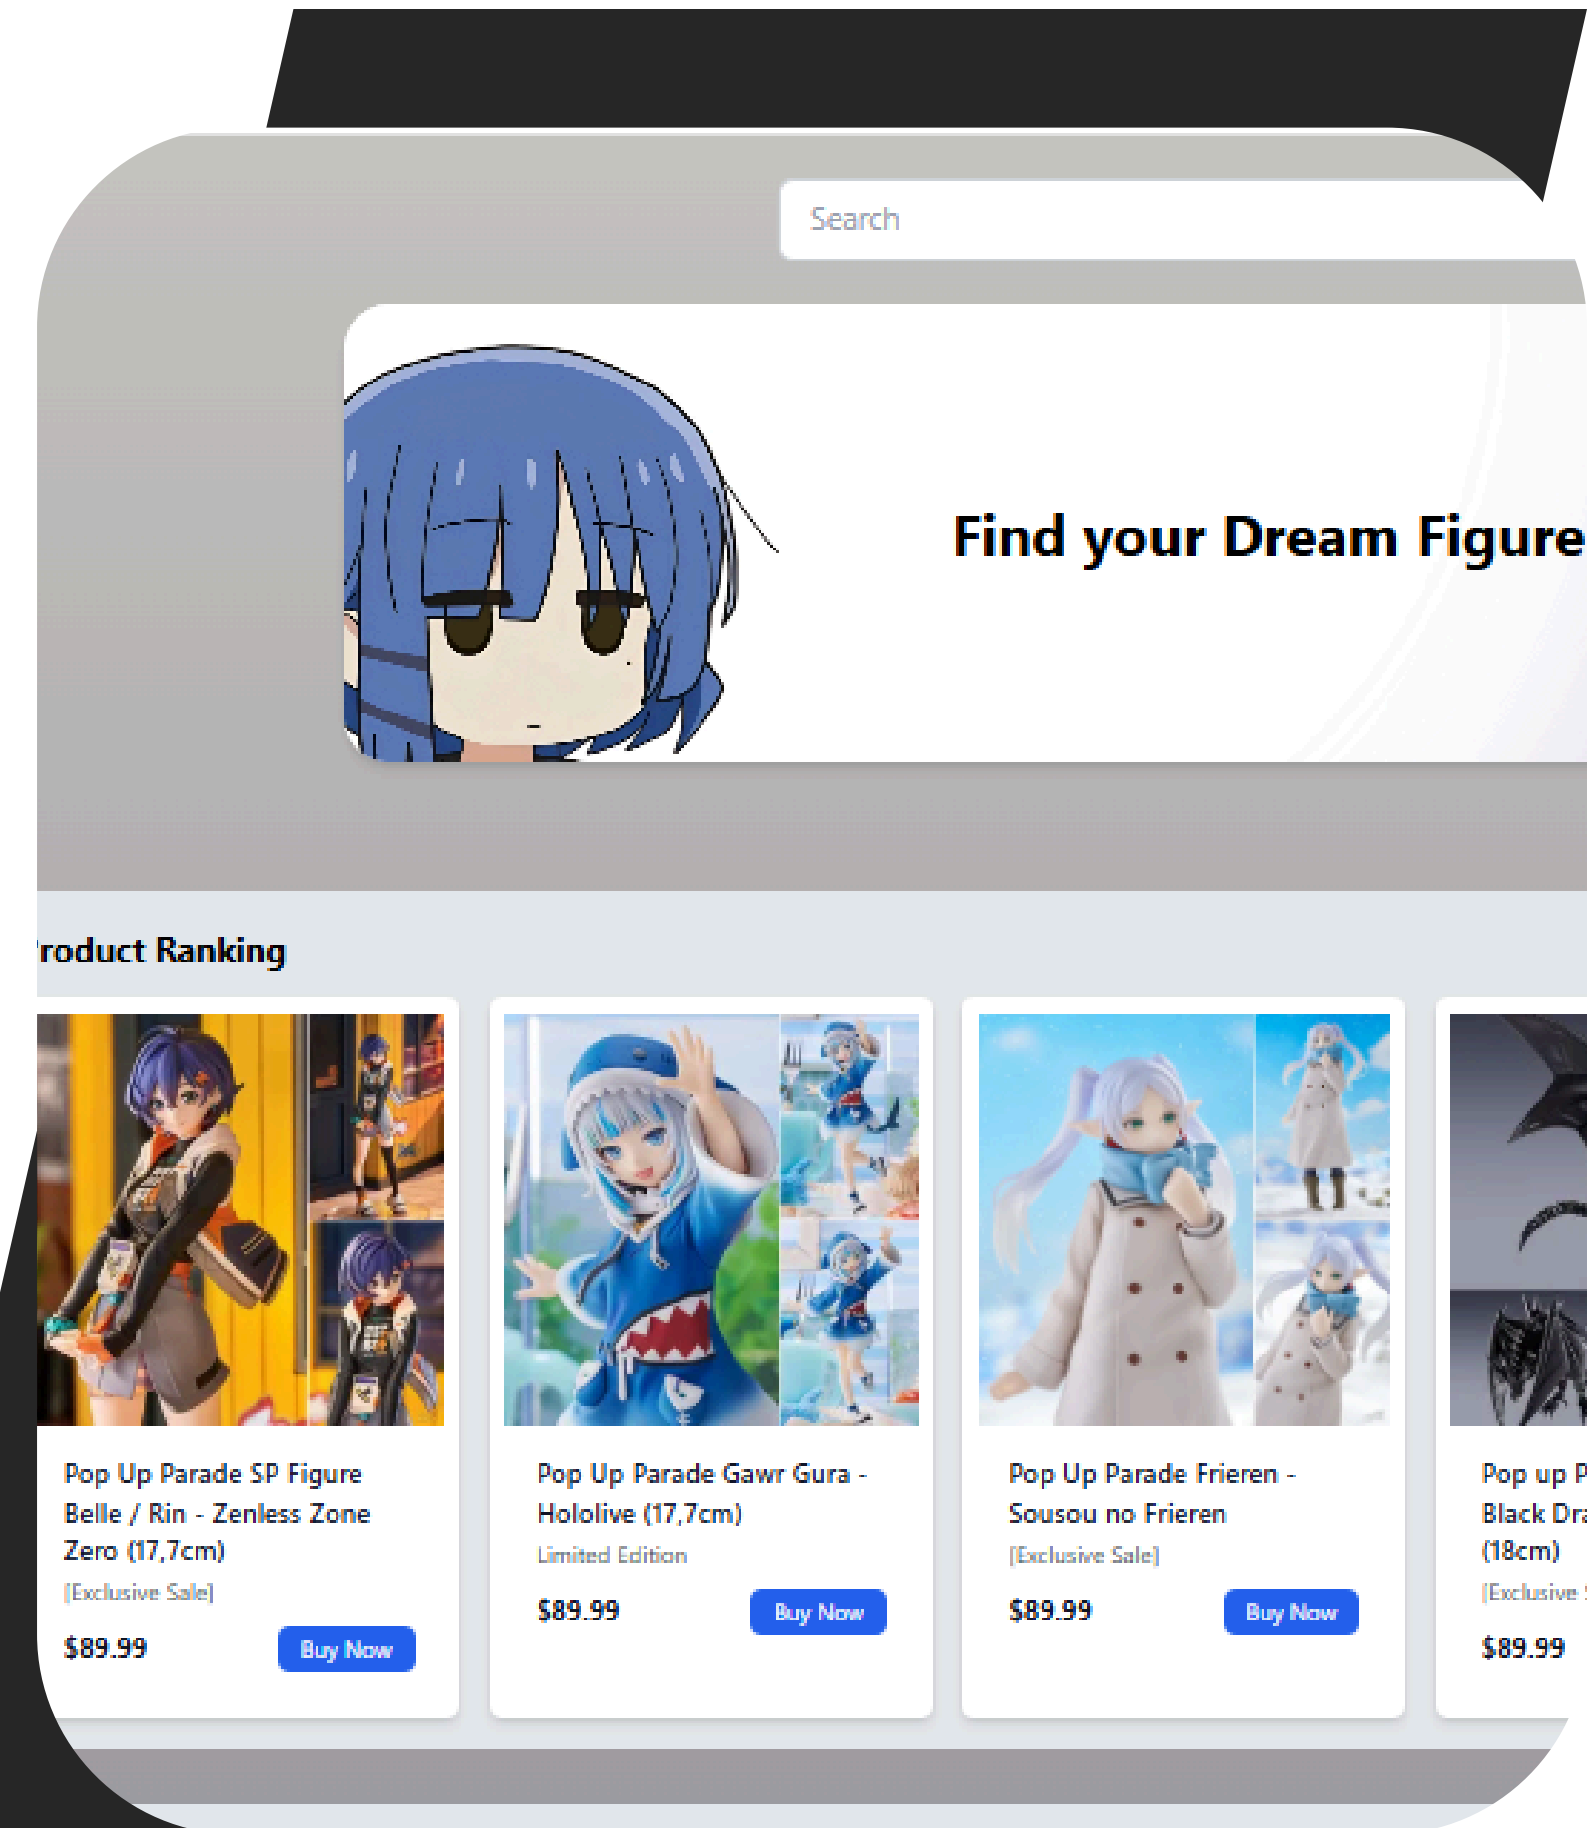 Search
Find your Dream Figure
Product Ranking
Pop Up Parade SP Figure
Belle / Rin - Zenless Zone
Zero (17,7cm)
[Exclusive Sale]
$89.99
Buy Now
Pop Up Parade Gawr Gura -
Hololive (17,7cm)
Limited Edition
$89.99
Buy Now
Pop Up Parade Frieren -
Sousou no Frieren
[Exclusive Sale]
$89.99
Buy Now
Pop up
Black
(18cm)
[Exclusive
$89.99